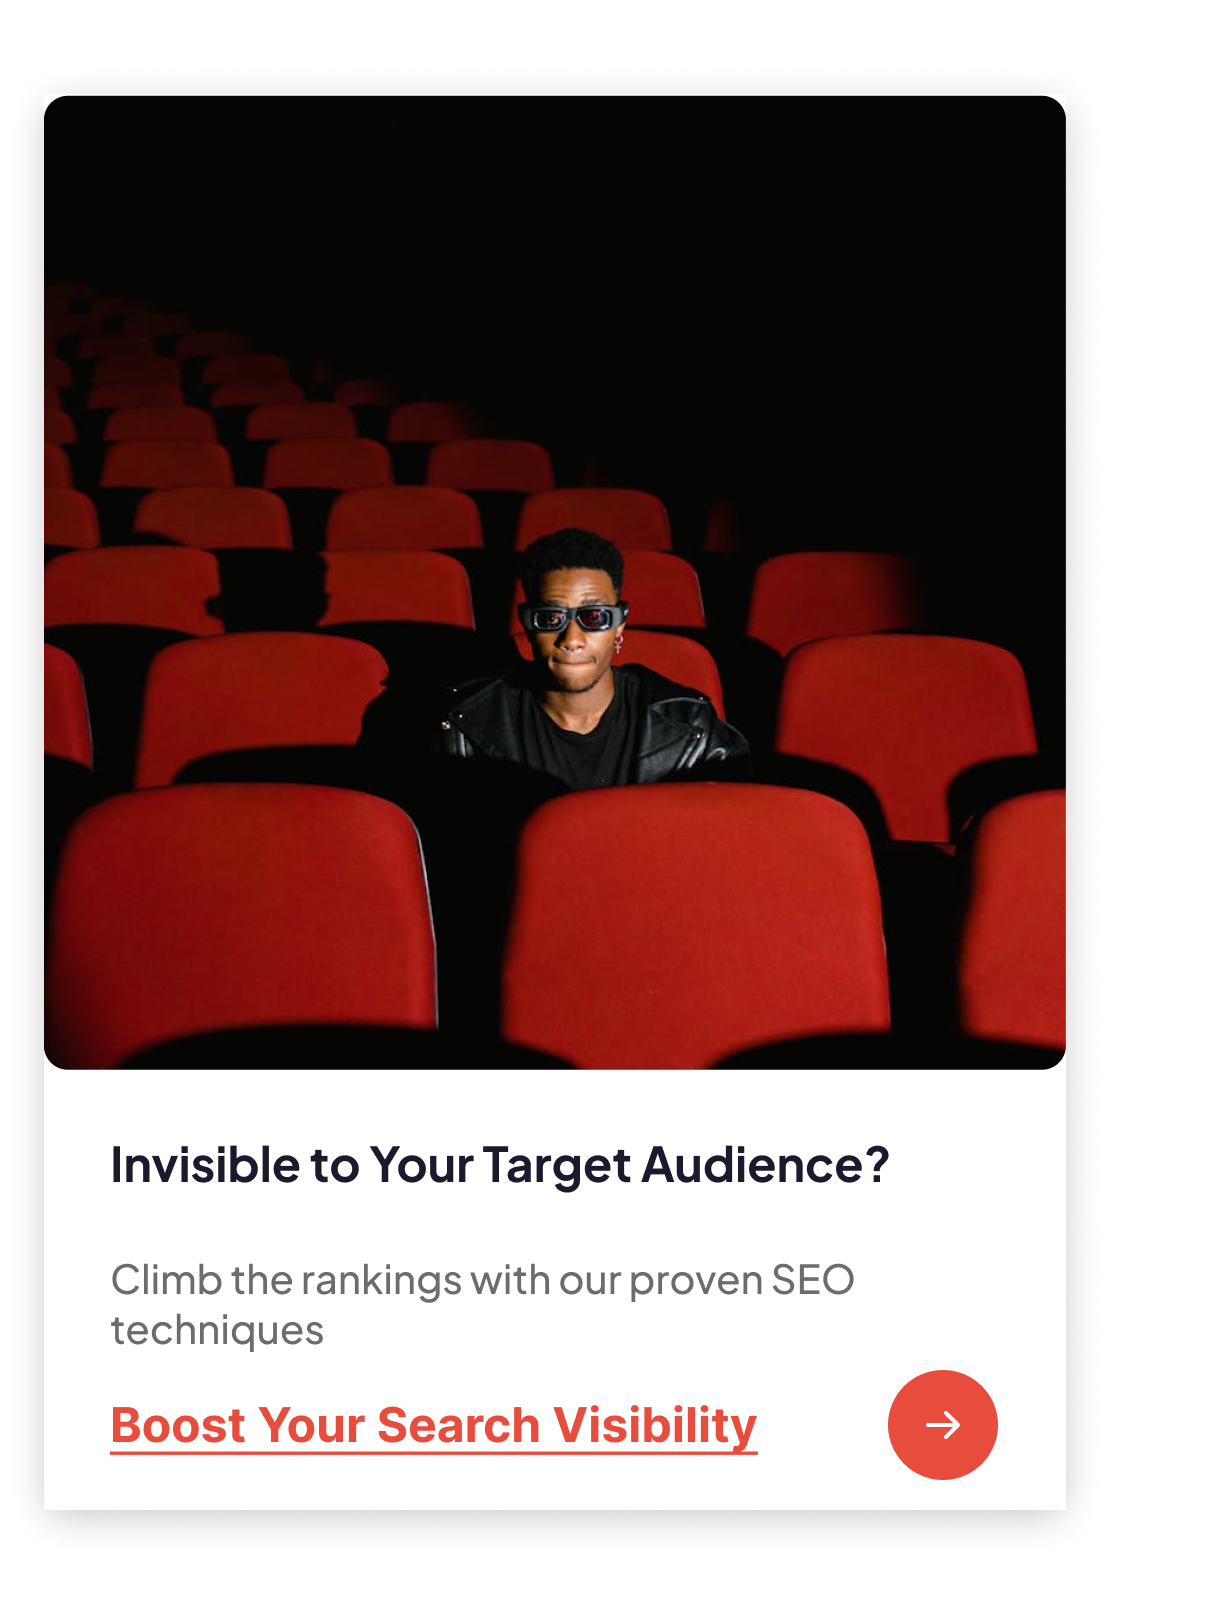 Invisible to Your Target Audience?
Climb the rankings with our proven SEO
techniques
Boost Your Search Visibility